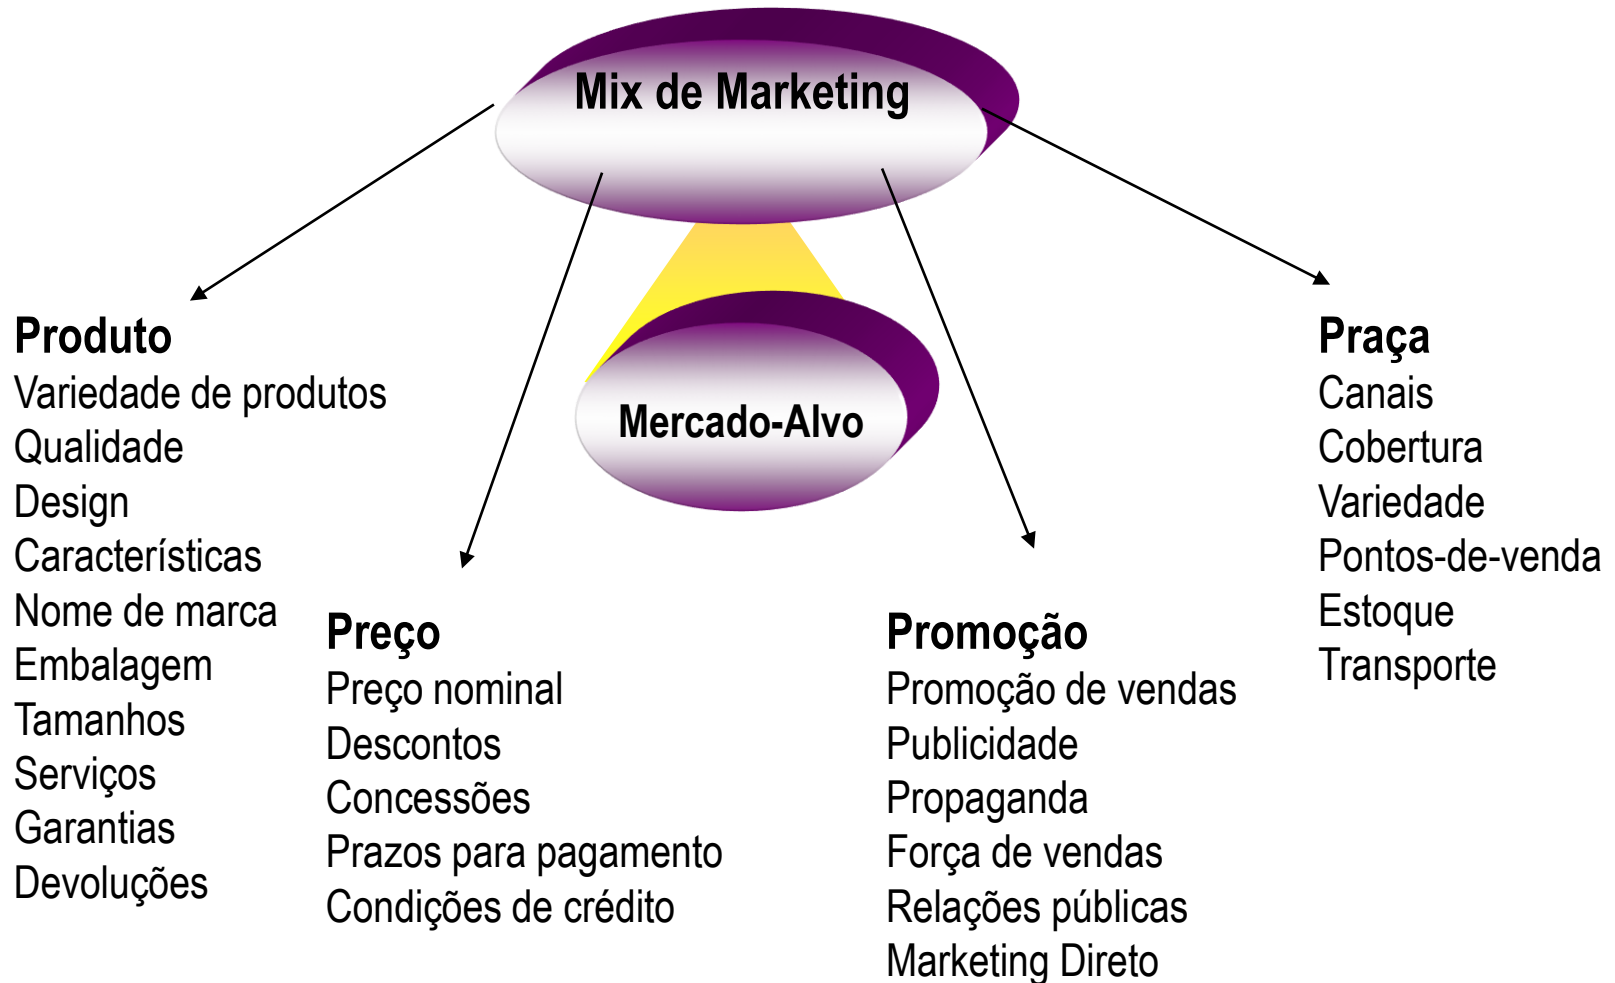 Mix de Marketing
Mercado-Alvo
Produto
Variedade de produtos
Qualidade
Design
Características
Nome de marca
Embalagem
Tamanhos
Serviços
Garantias
Devoluções
Preço
Preço nominal
Descontos
Concessões
Prazos para pagamento
Condições de crédito
Promoção
Promoção de vendas
Publicidade
Propaganda
Força de vendas
Relações públicas
Marketing Direto
Praça
Canais
Cobertura
Variedade
Pontos-de-venda
Estoque
Transporte